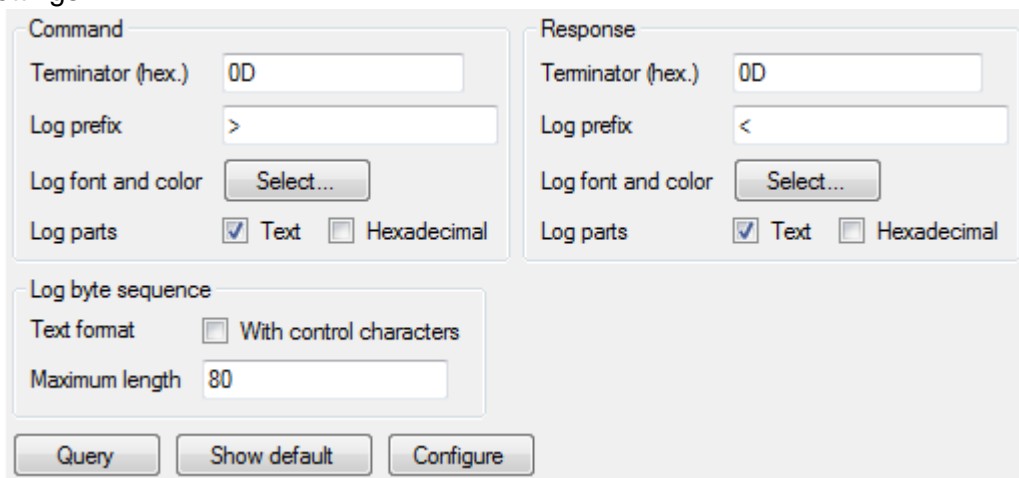 Command
Terminator (hex.) 0D
Log prefix >
Log font and color Select...
Log parts Text Hexadecimal
Response
Terminator (hex.) 0D
Log prefix <
Log font and color Select...
Log parts Text Hexadecimal
Log byte sequence
Text format With control characters
Maximum length 80
Query Show default Configure